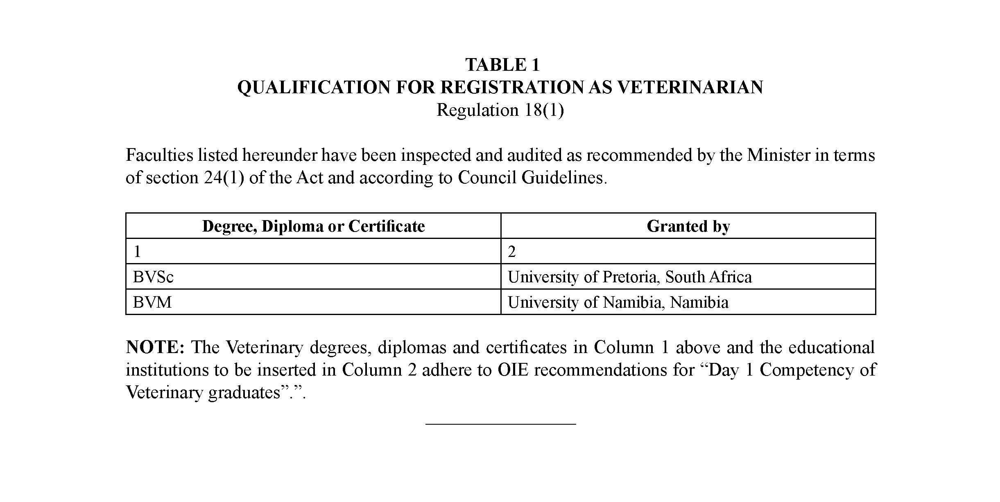 TABLE 1
QUALIFICATION FOR REGISTRATION AS VETERINARIAN
Regulation 18(1)
Faculties listed hereunder have been inspected and audited as recommended by the Minister in terms
of section 24(1) of the Act and according to Council Guidelines.
Degree, Diploma or Certificate Granted by
1 2
BVSc University of Pretoria, South Africa
BVM University of Namibia, Namibia
NOTE: The Veterinary degrees, diplomas and certificates in Column 1 above and the educational
institutions to be inserted in Column 2 adhere to OIE recommendations for “Day 1 Competency of
Veterinary graduates”.”.